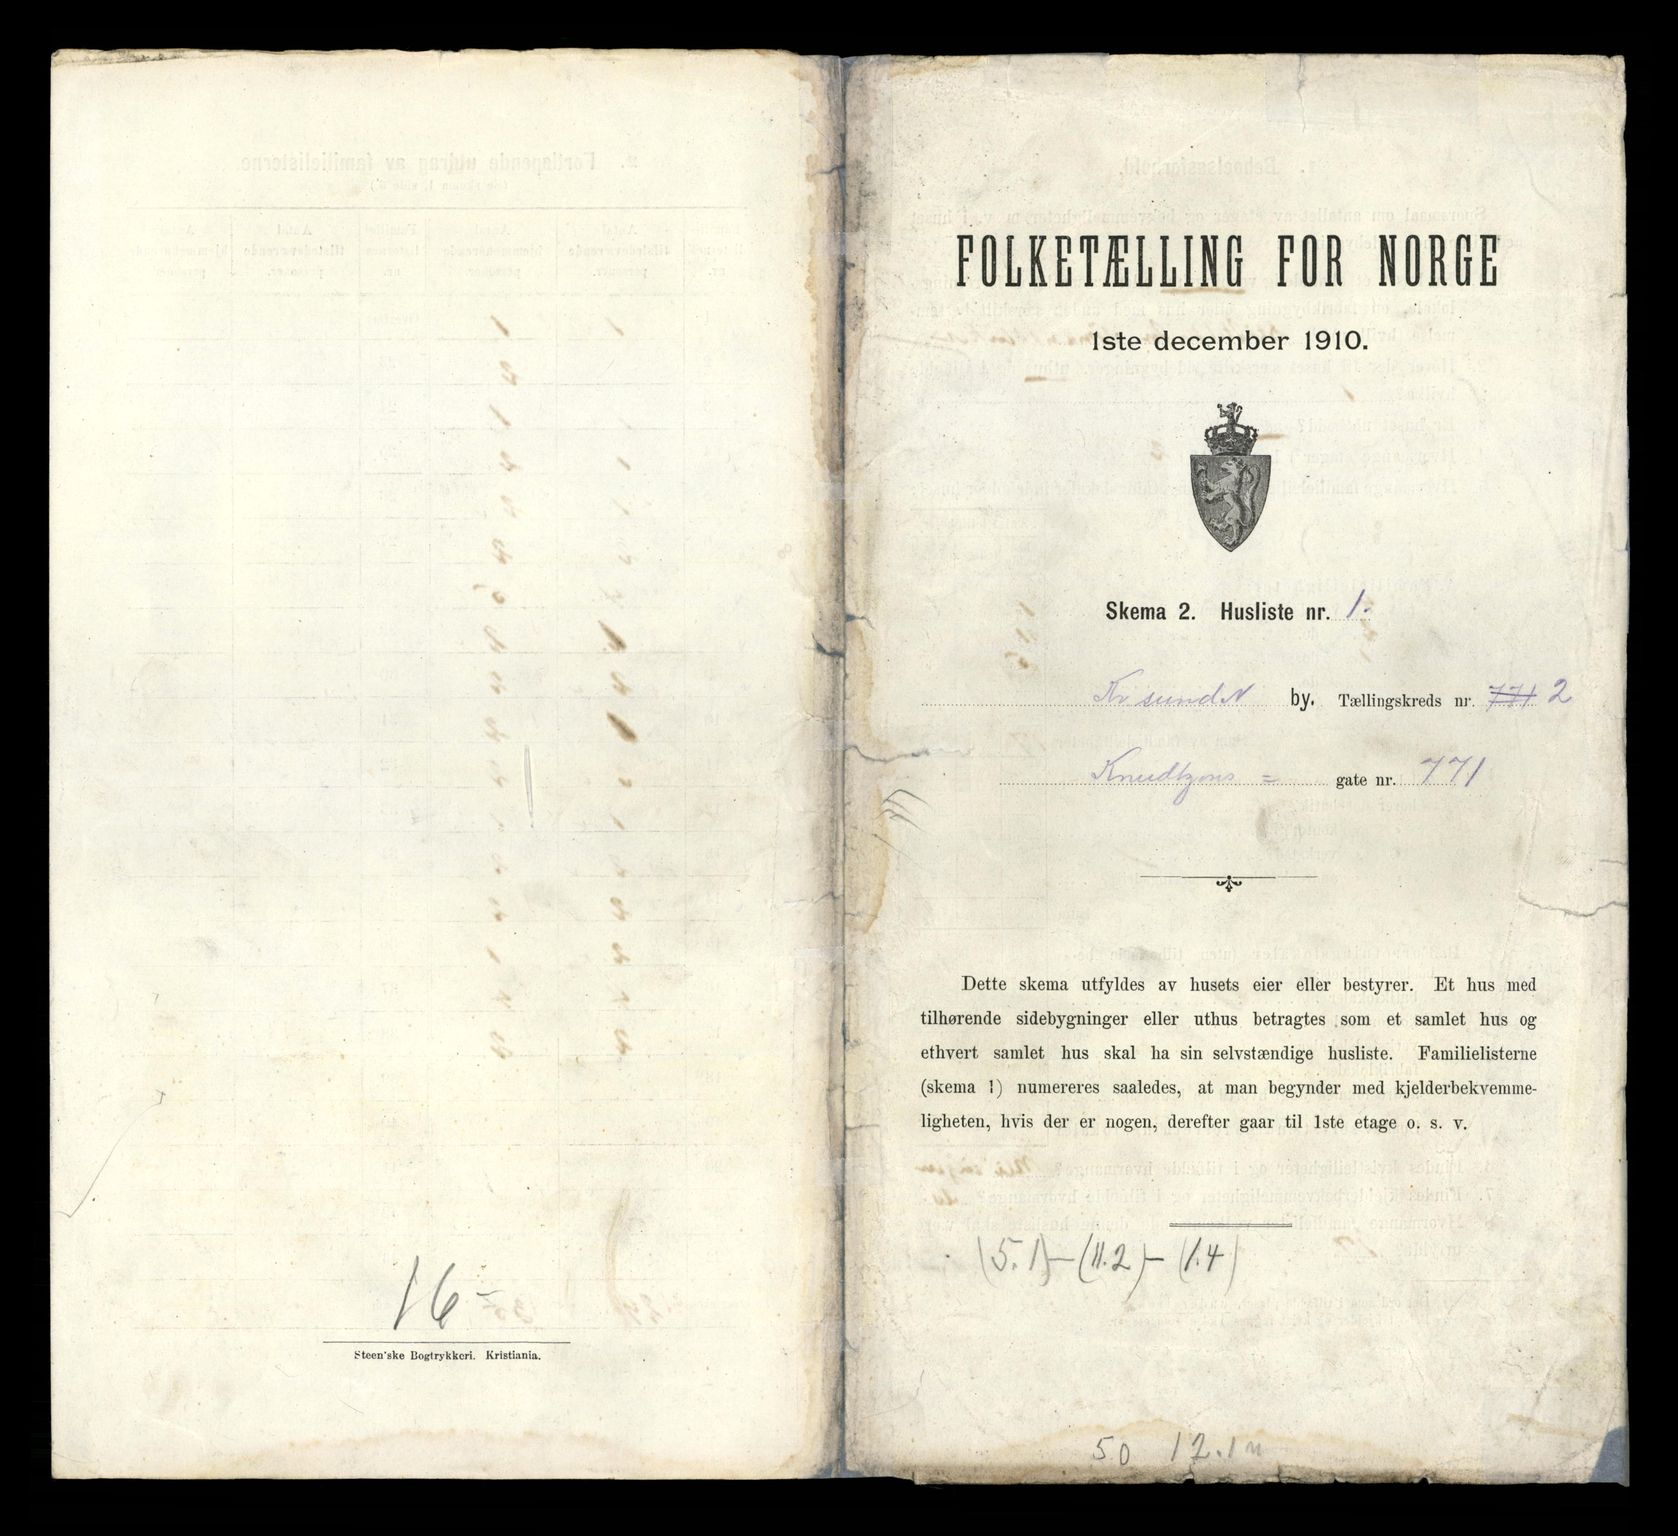 16-
Steen'ske Bogtrykkeri. Kristiania.
FOLKETÆLLING FOR NORGE
1ste december 1910.
Skema 2. Husliste nr. 1.
Kr sund N by. Tællingskreds nr. 771 2
Knudtzons = gate nr. 771
Dette skema utfyldes av husets eier eller bestyrer. Et hus med
tilhørende sidebygninger eller uthus betragtes som et samlet hus og
ethvert samlet hus skal ha sin selvstændige husliste. Familielisterne
(skema 1) numereres saaledes, at man begynder med kjelderbekvemme-
ligheten, hvis der er nogen, derefter gaar til 1ste etage o. s. v.
(5.1)-(11.2)-(1.4)
50 12.1